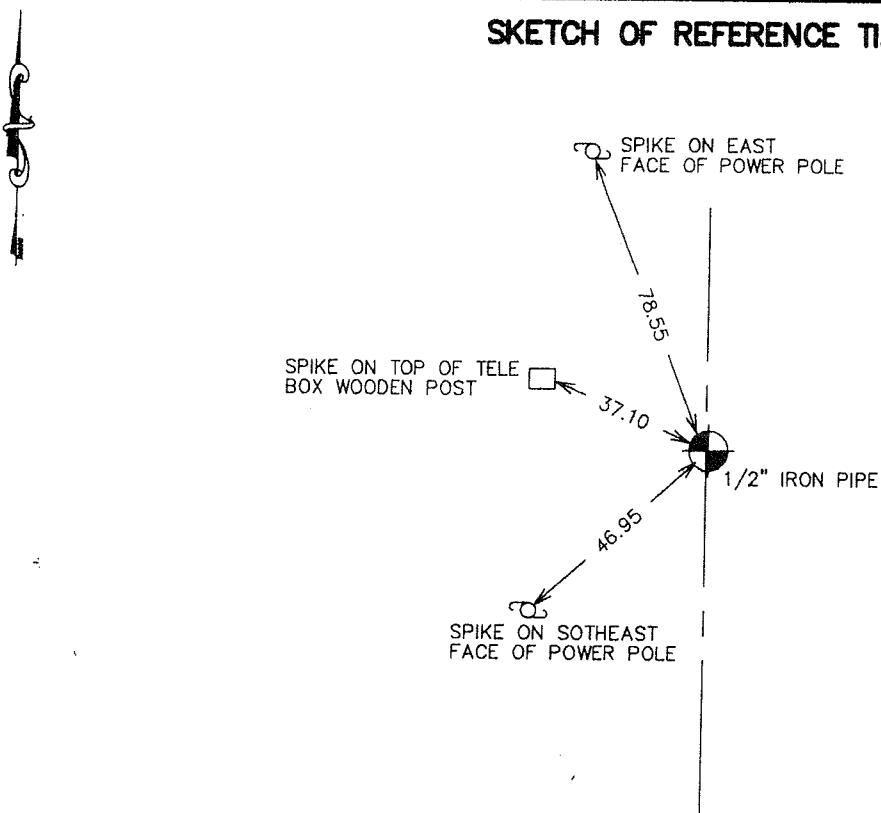 SKETCH OF REFERENCE
SPIKE ON EAST
FACE OF POWER POLE
78.55
SPIKE ON TOP OF TELE
BOX WOODEN POST
37.10
1/2" IRON PIPE
46.95
SPIKE ON SOTHEAST
FACE OF POWER POLE